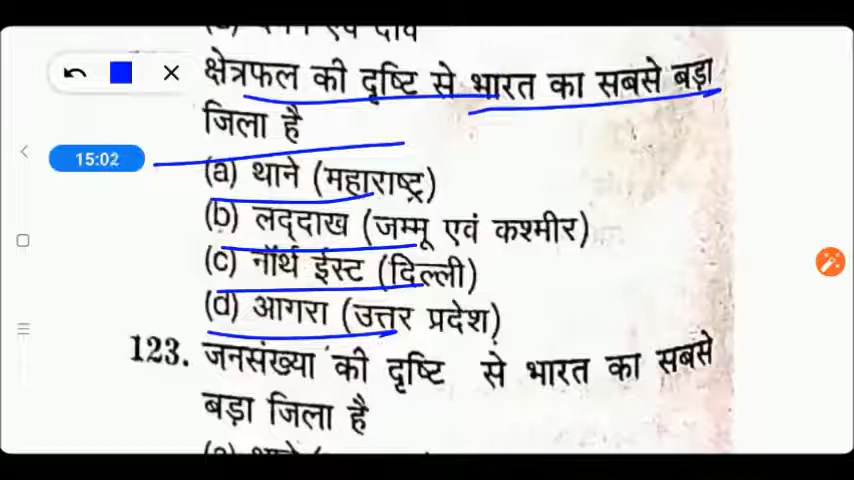 क्षेत्रफल की दृष्टि से भारत का सबसे बड़ा
जिला है
15:02
(a) थाने (महाराष्ट्र)
(b) लद्दाख (जम्मू एवं कश्मीर)
(c) नॉर्थ ईस्ट (दिल्ली)
(d) आगरा (उत्तर प्रदेश)
123. जनसंख्या की दृष्टि से भारत का सबसे
बड़ा जिला है